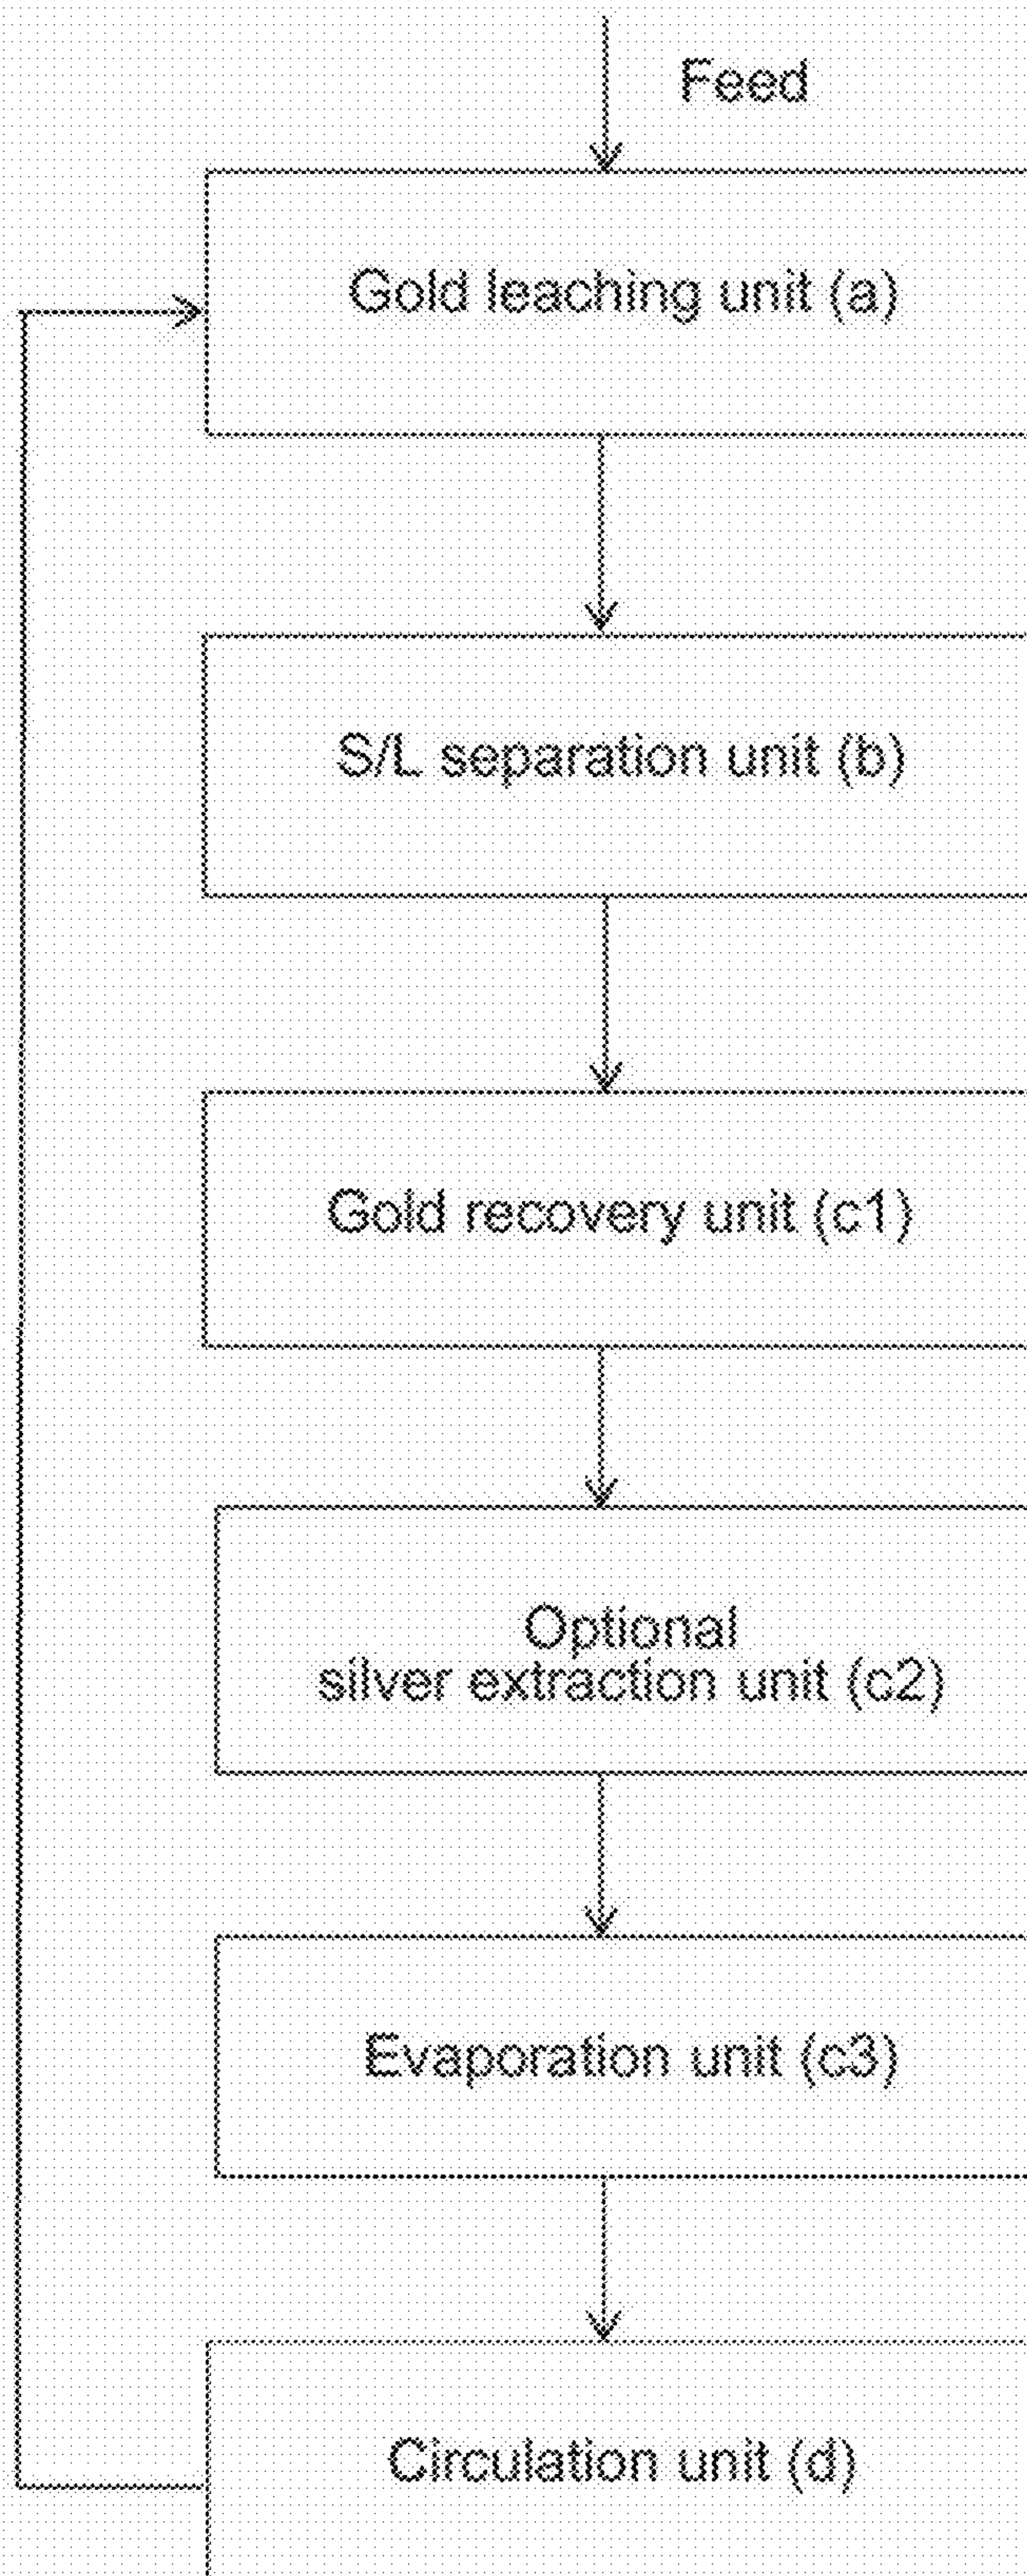 Feed
Gold leaching unit (a)
S/L separation unit (b)
Gold recovery unit (c1)
Optional
silver extraction unit (c2)
Evaporation unit (c3)
Circulation unit (d)